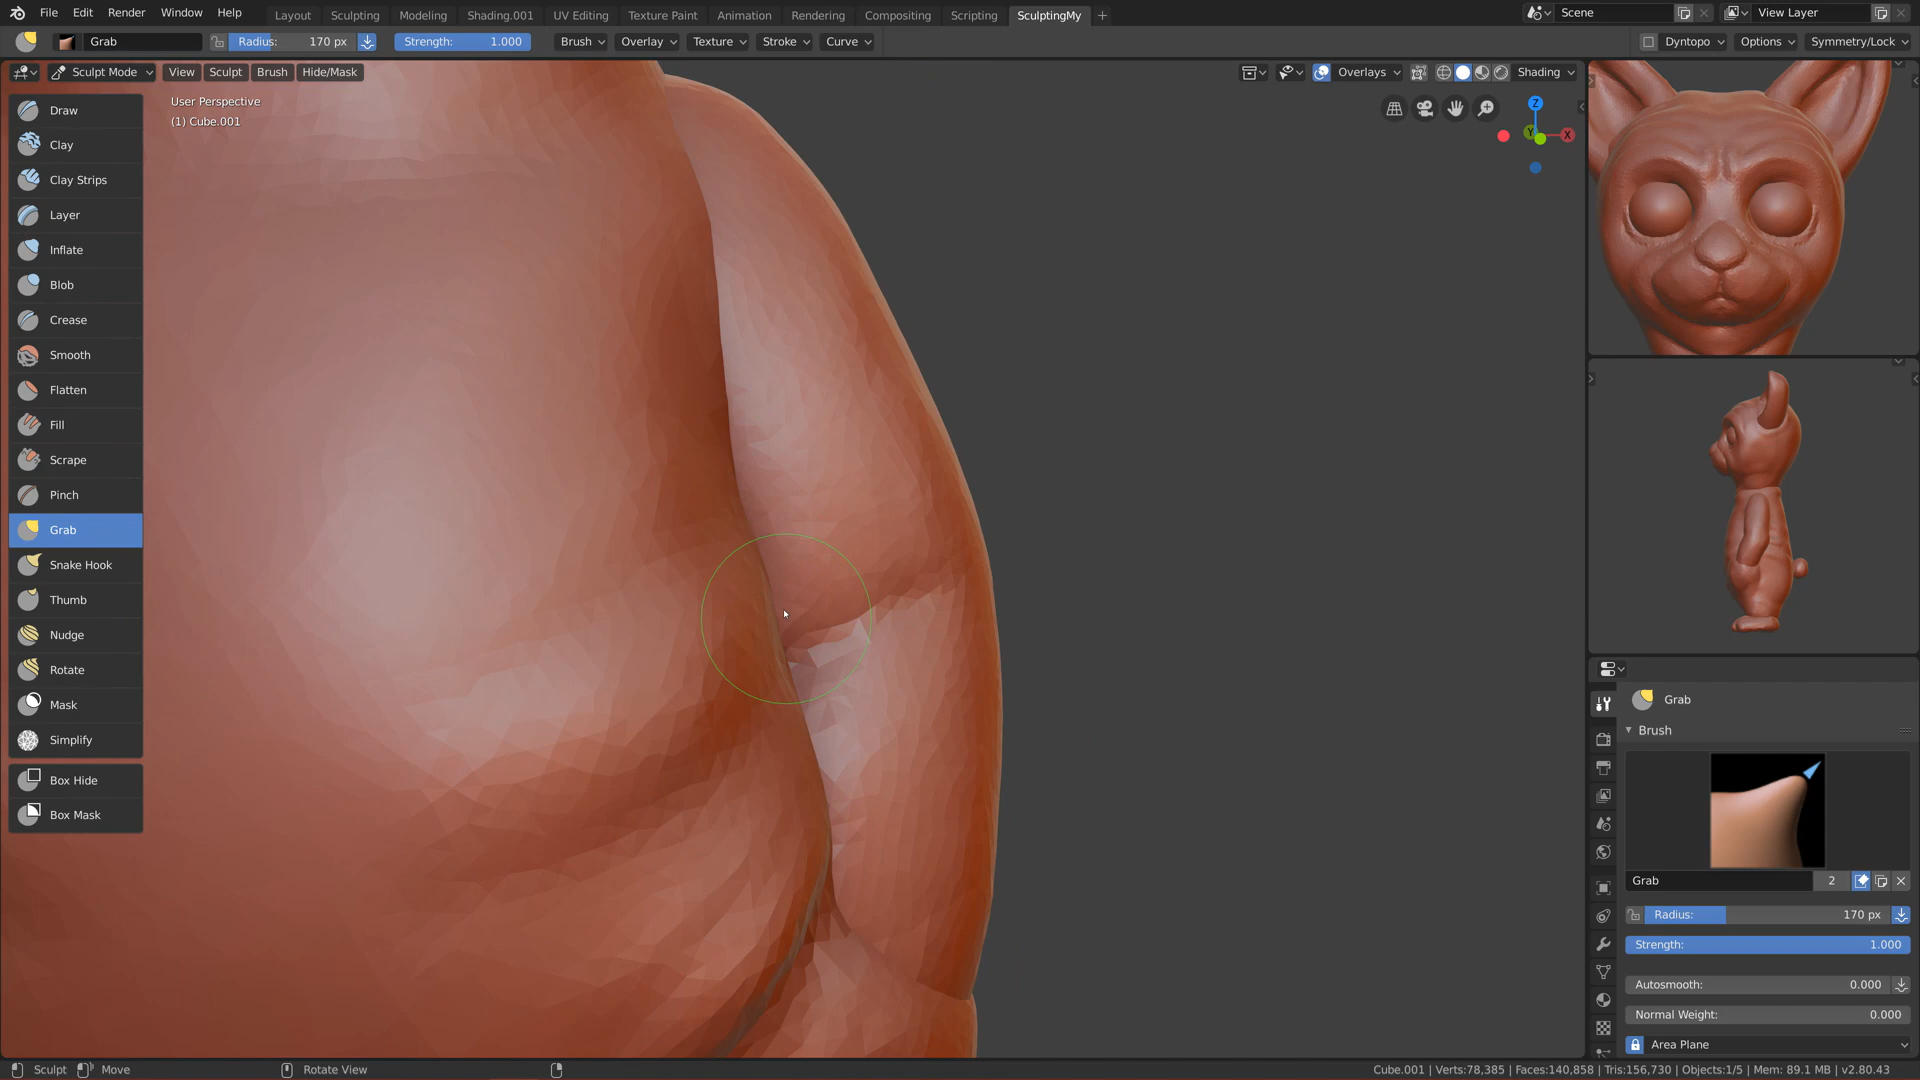 File Edit Render Window Help Layout Sculpting Modeling Shading.001 UV Editing Texture Paint Animation Rendering Compositing Scripting SculptingMy + Scene View Layer
Grab Radius: 170 px Strength: 1.000 Brush Overlay Texture Stroke Curve Dyntopo Options Symmetry/Lock
Sculpt Mode View Sculpt Brush Hide/Mask Overlays Shading
User Perspective
(1) Cube.001
Z
Y
X
Draw
Clay
Clay Strips
Layer
Inflate
Blob
Crease
Smooth
Flatten
Fill
Scrape
Pinch
Grab
Snake Hook
Thumb
Nudge
Rotate
Mask
Simplify
Box Hide
Box Mask
Grab
Brush
Grab 2
Radius: 170 px
Strength: 1.000
Autosmooth: 0.000
Normal Weight: 0.000
Area Plane
Sculpt Move Rotate View Cube.001 | Verts:78,385 | Faces:140,858 | Tris:156,730 | Objects:1/5 | Mem: 89.1 MB | v2.80.43